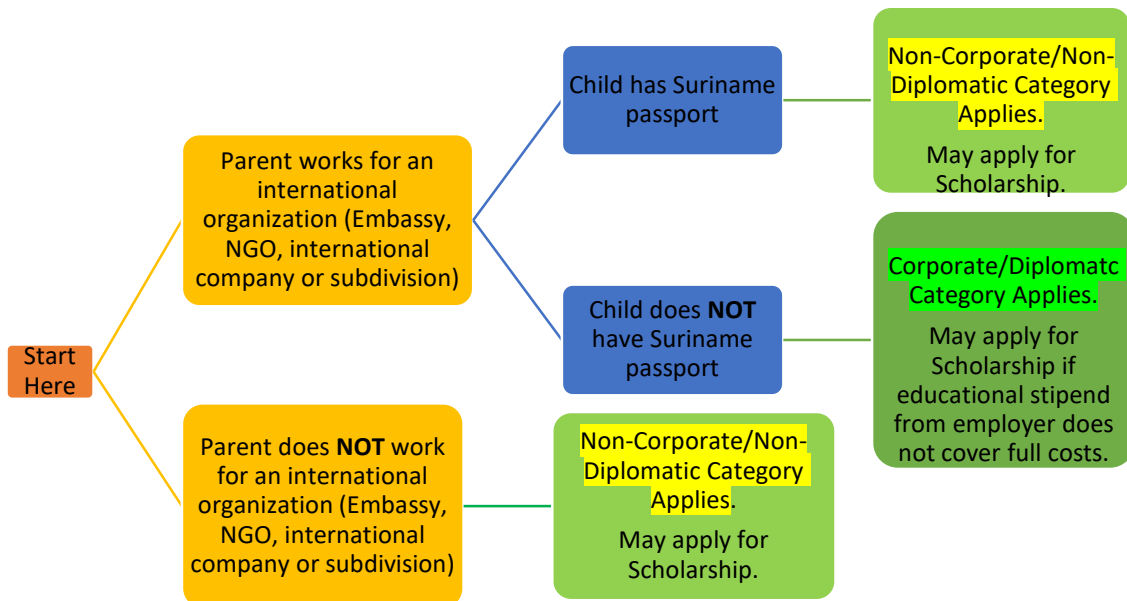 Start
Here
Parent works for an
international
organization (Embassy,
NGO, international
company or subdivision)
Child has Suriname
passport
Non-Corporate/Non-
Diplomatic Category
Applies.
May apply for
Scholarship.
Child does NOT
have Suriname
passport
Corporate/Diplomatc
Category Applies.
May apply for
Scholarship if
educational stipend
from employer does
not cover full costs.
Parent does NOT work
for an international
organization (Embassy,
NGO, international
company or subdivision)
Non-Corporate/Non-
Diplomatic Category
Applies.
May apply for
Scholarship.